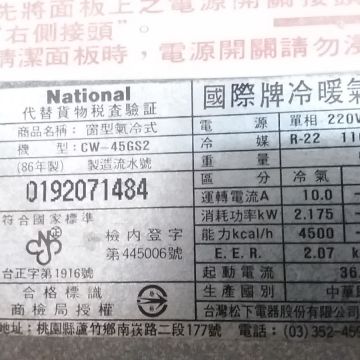 先將面板上之電源開關
"右側接頭"。
清潔面板時，電源開關請勿
National
代替貨物稅查驗証
商品名稱：窗型氣冷式
機 型：CW-45GS2
(86年製) 製造流水號
0192071484
符合國家標準
檢內登字
第445006號
台正字第1916號
合格標識
商檢局授權
國際牌冷暖氣
電 源 單相 220V
冷 媒 R-22 11
區 分 冷氣
運轉電流A 10.0
消耗功率kW 2.175
能力kcal/h 4500
E.E.R. 2.07
起動電流 36
生產國別 中華
台灣松下電器股份有限公
地址：桃園縣蘆竹鄉南崁路二段177號 電話：(03)352-45